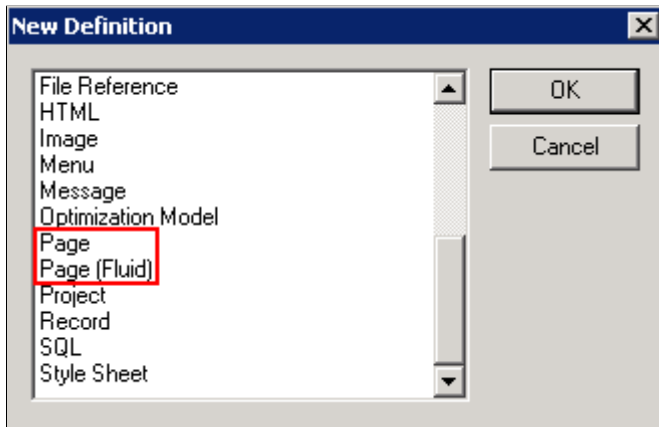 New Definition
File Reference
HTML
Image
Menu
Message
Optimization Model
Page
Page (Fluid)
Project
Record
SQL
Style Sheet
OK
Cancel